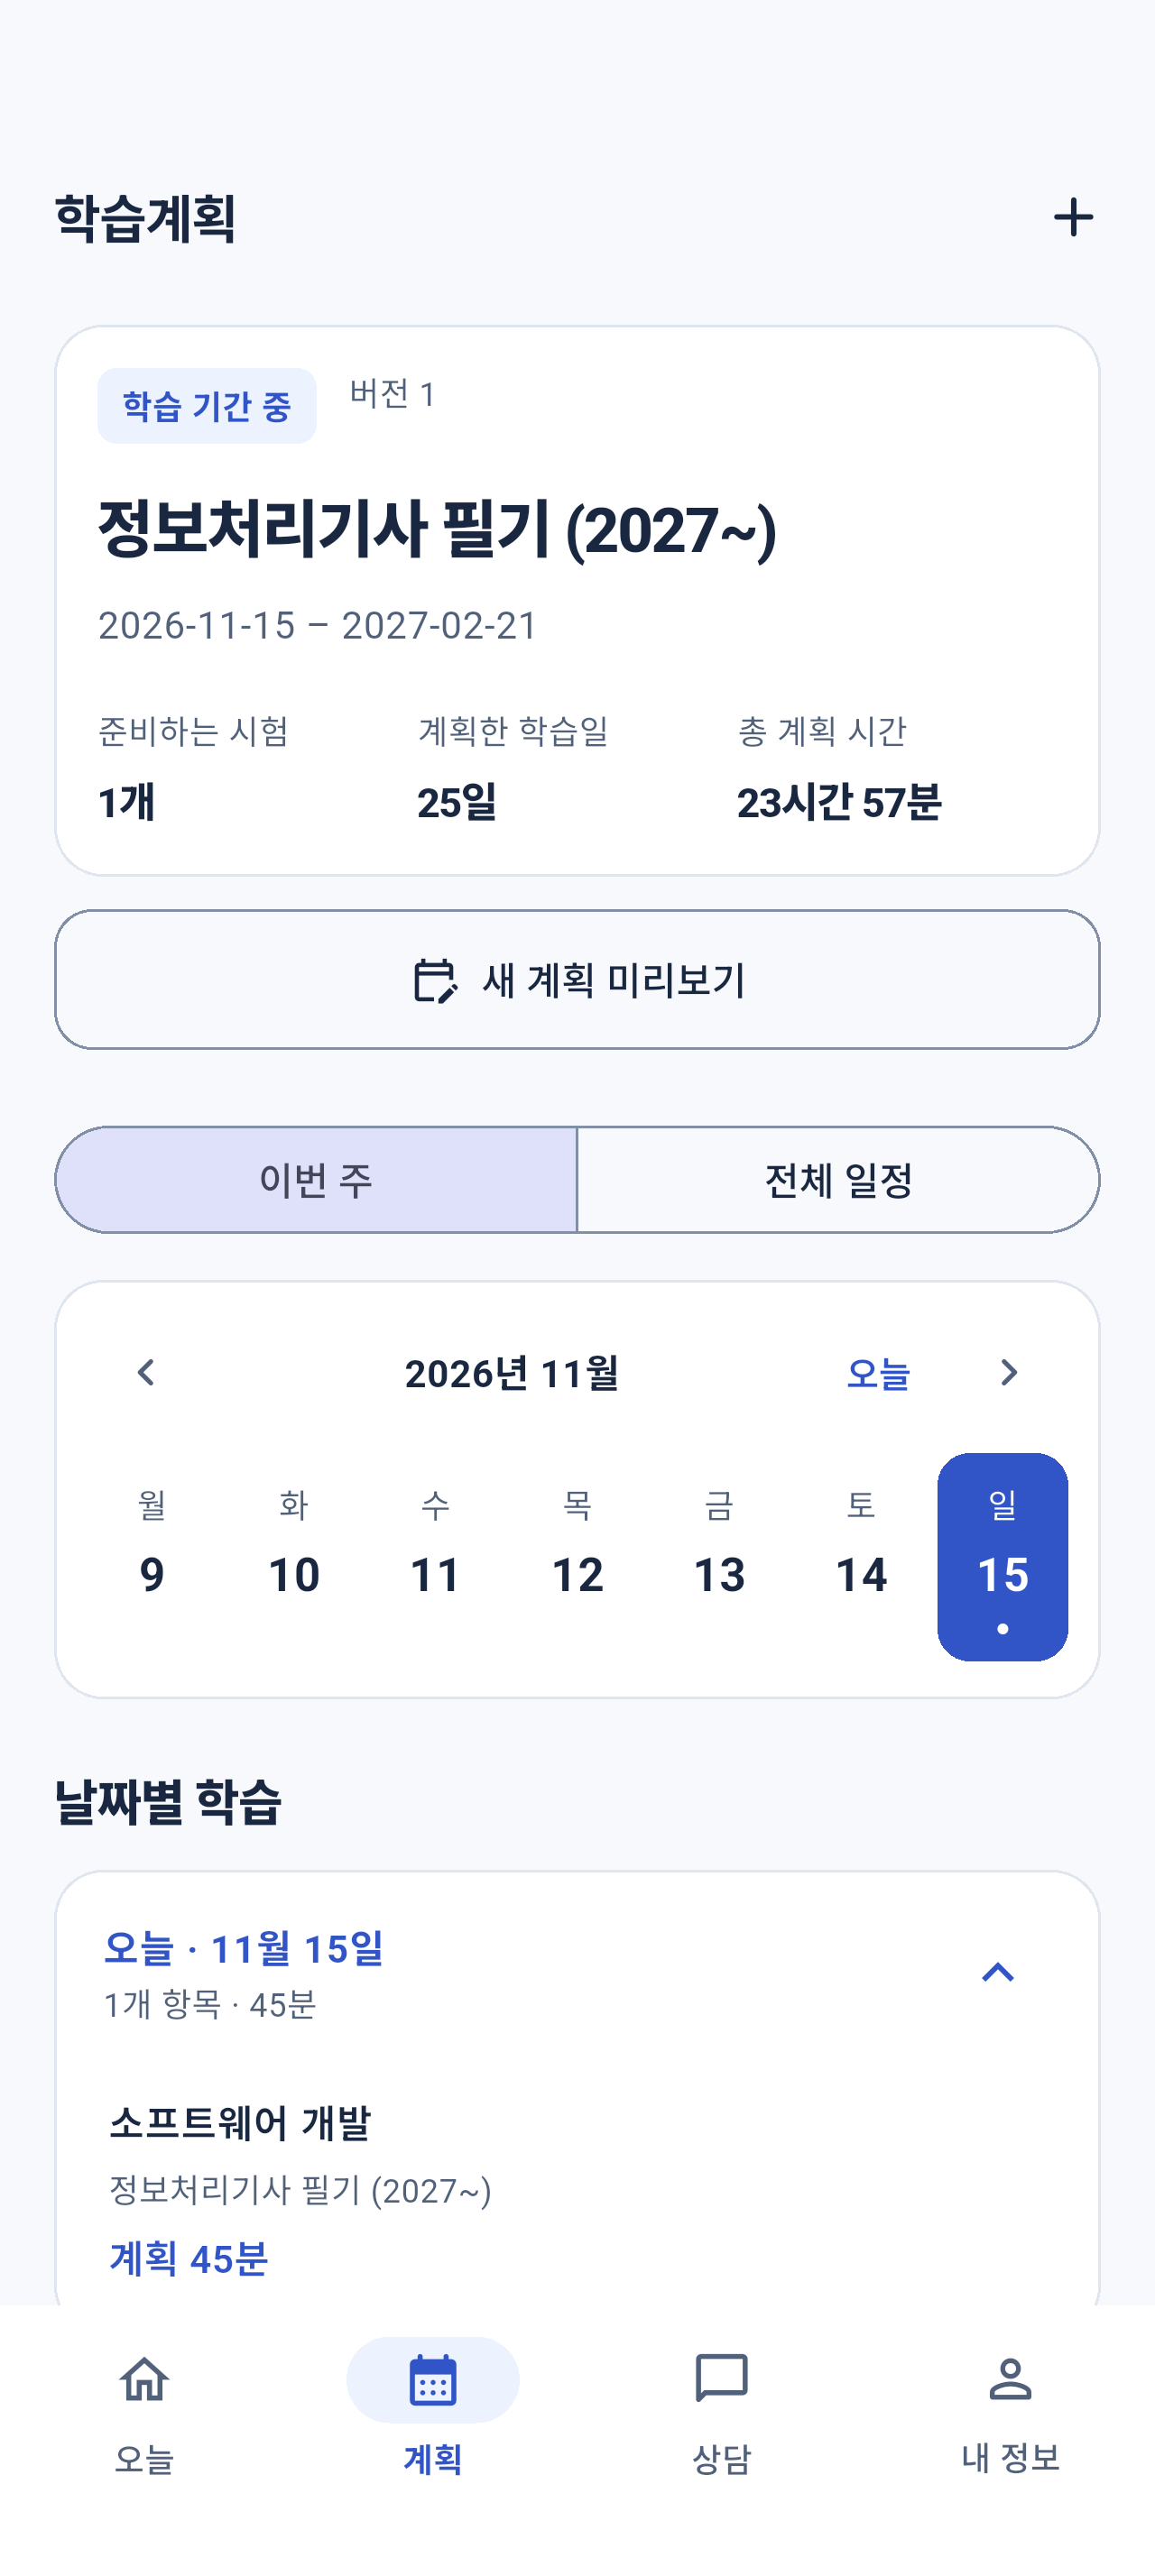 학습계획
학습 기간 중 버전 1
정보처리기사 필기 (2027~)
2026-11-15 – 2027-02-21
준비하는 시험 계획한 학습일 총 계획 시간
1개 25일 23시간 57분
새 계획 미리보기
이번 주 전체 일정
2026년 11월 오늘
월 화 수 목 금 토 일
9 10 11 12 13 14 15
날짜별 학습
오늘 · 11월 15일
1개 항목 · 45분
소프트웨어 개발
정보처리기사 필기 (2027~)
계획 45분
오늘 계획 상담 내 정보